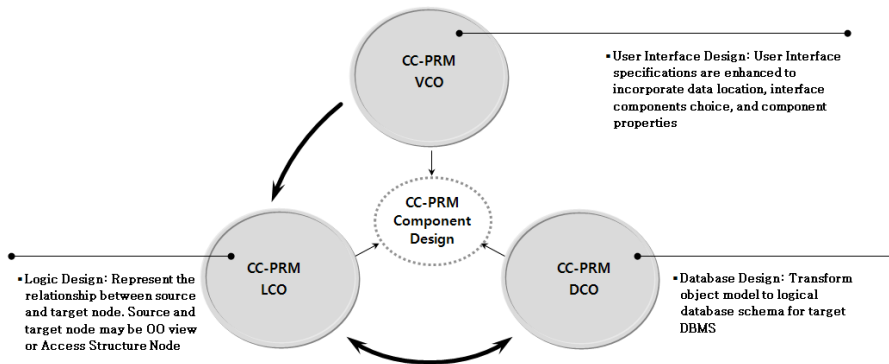 CC-PRM
VCO
▪User Interface Design: User Interface
specifications are enhanced to
incorporate data location, interface
components choice, and component
properties
CC-PRM
Component
Design
CC-PRM
LCO
CC-PRM
DCO
▪Logic Design: Represent the
relationship between source
and target node. Source and
target node may be OO view
or Access Structure Node
▪Database Design: Transform
object model to logical
database schema for target
DBMS